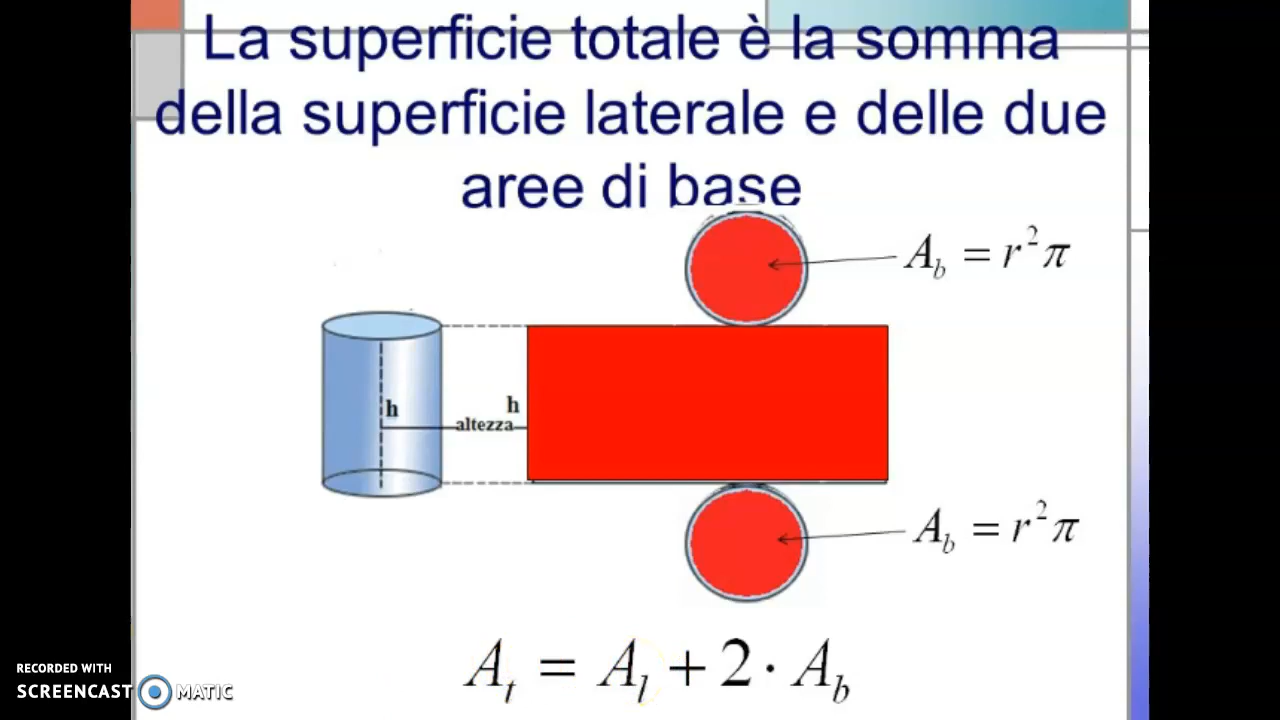 La superficie totale è la somma
della superficie laterale e delle due
aree di base
A_b = r²π
h
h
altezza
A_b = r²π
A_t = A_l + 2 · A_b
RECORDED WITH
SCREENCAST MATIC